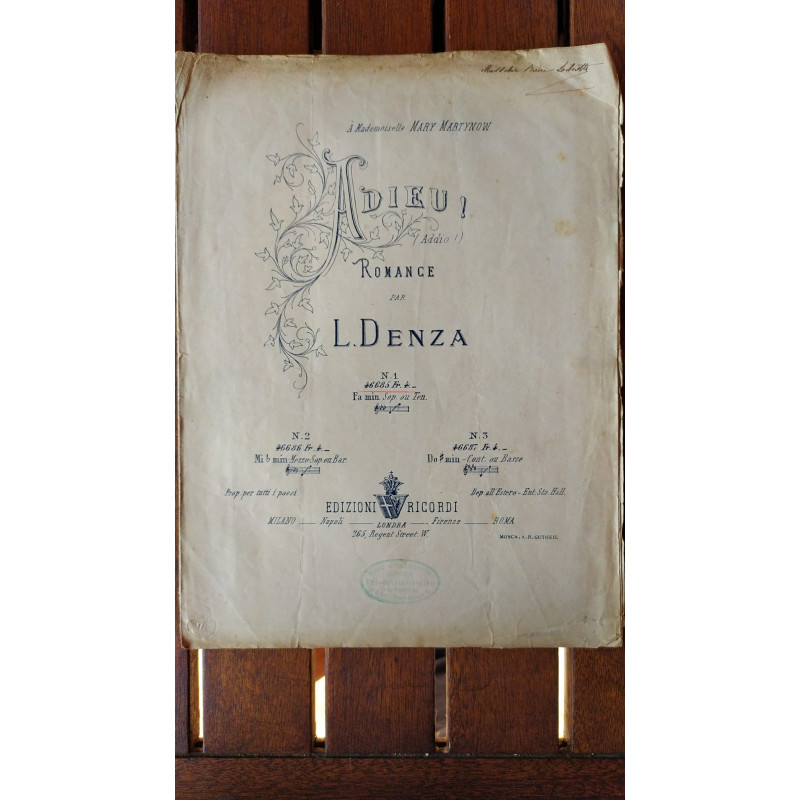 À Mademoiselle MARY MARTYNOW
ADIEU!
(Addio!)
ROMANCE
PAR
L. DENZA
N. 1
46685 Fr. 4._
Fa min. Sop. ou Ten.
N. 2
46686 Fr. 4._
Mi♭ min-Mezzo Sop. ou Bar.
N. 3
46687 Fr. 4._
Do♯min-Cont. ou Basse
Prop. per tutti i paesi
Dep. all'Estero-Ent. Sta. Hall.
EDIZIONI RICORDI
MILANO — Napoli — LONDRA — Firenze — ROMA
265, Regent Street. W.
MOSCA, A. B. GUTHEIL